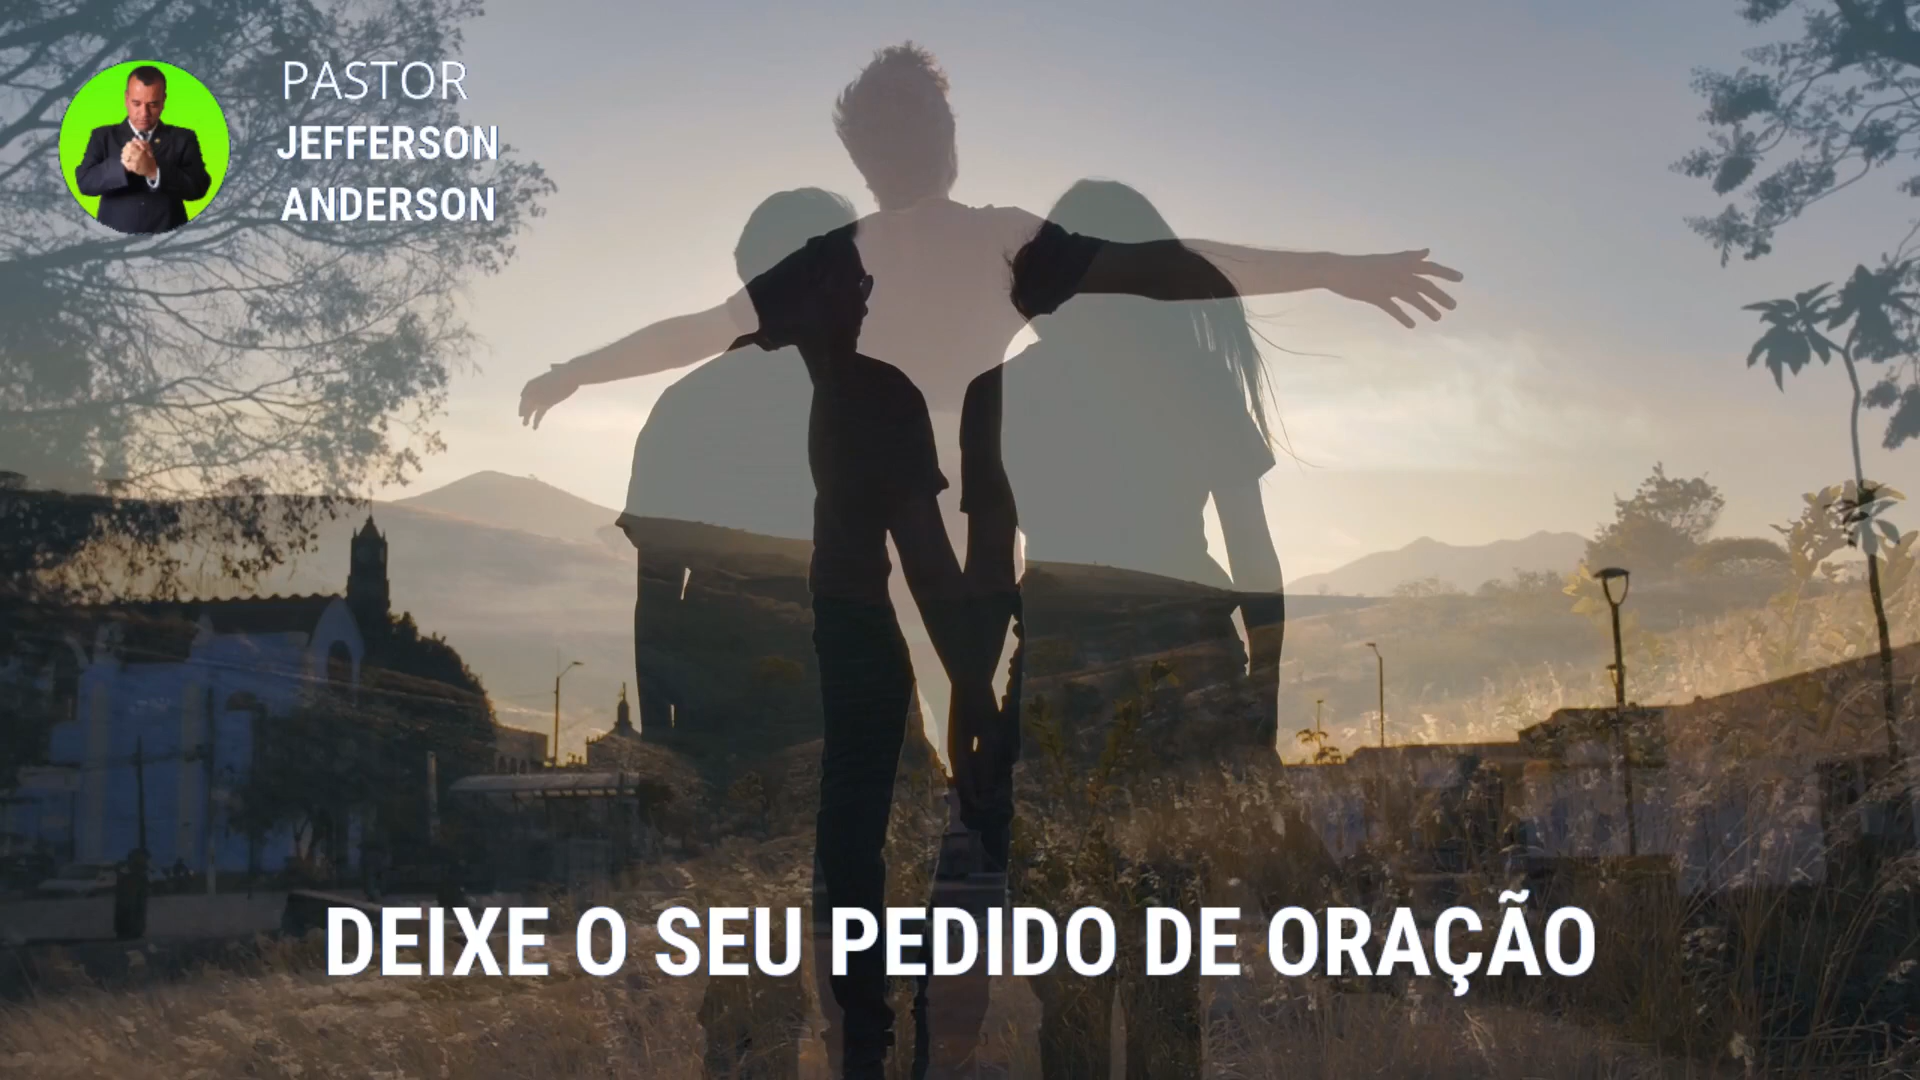 PASTOR
JEFFERSON
ANDERSON
DEIXE O SEU PEDIDO DE ORAÇÃO